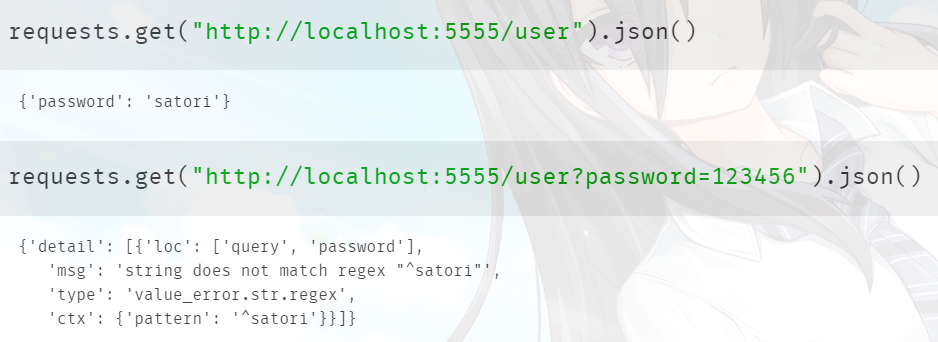 requests.get("http://localhost:5555/user").json()
{'password': 'satori'}
requests.get("http://localhost:5555/user?password=123456").json()
{'detail': [{'loc': ['query', 'password'],
'msg': 'string does not match regex "^satori"',
'type': 'value_error.str.regex',
'ctx': {'pattern': '^satori'}}]}